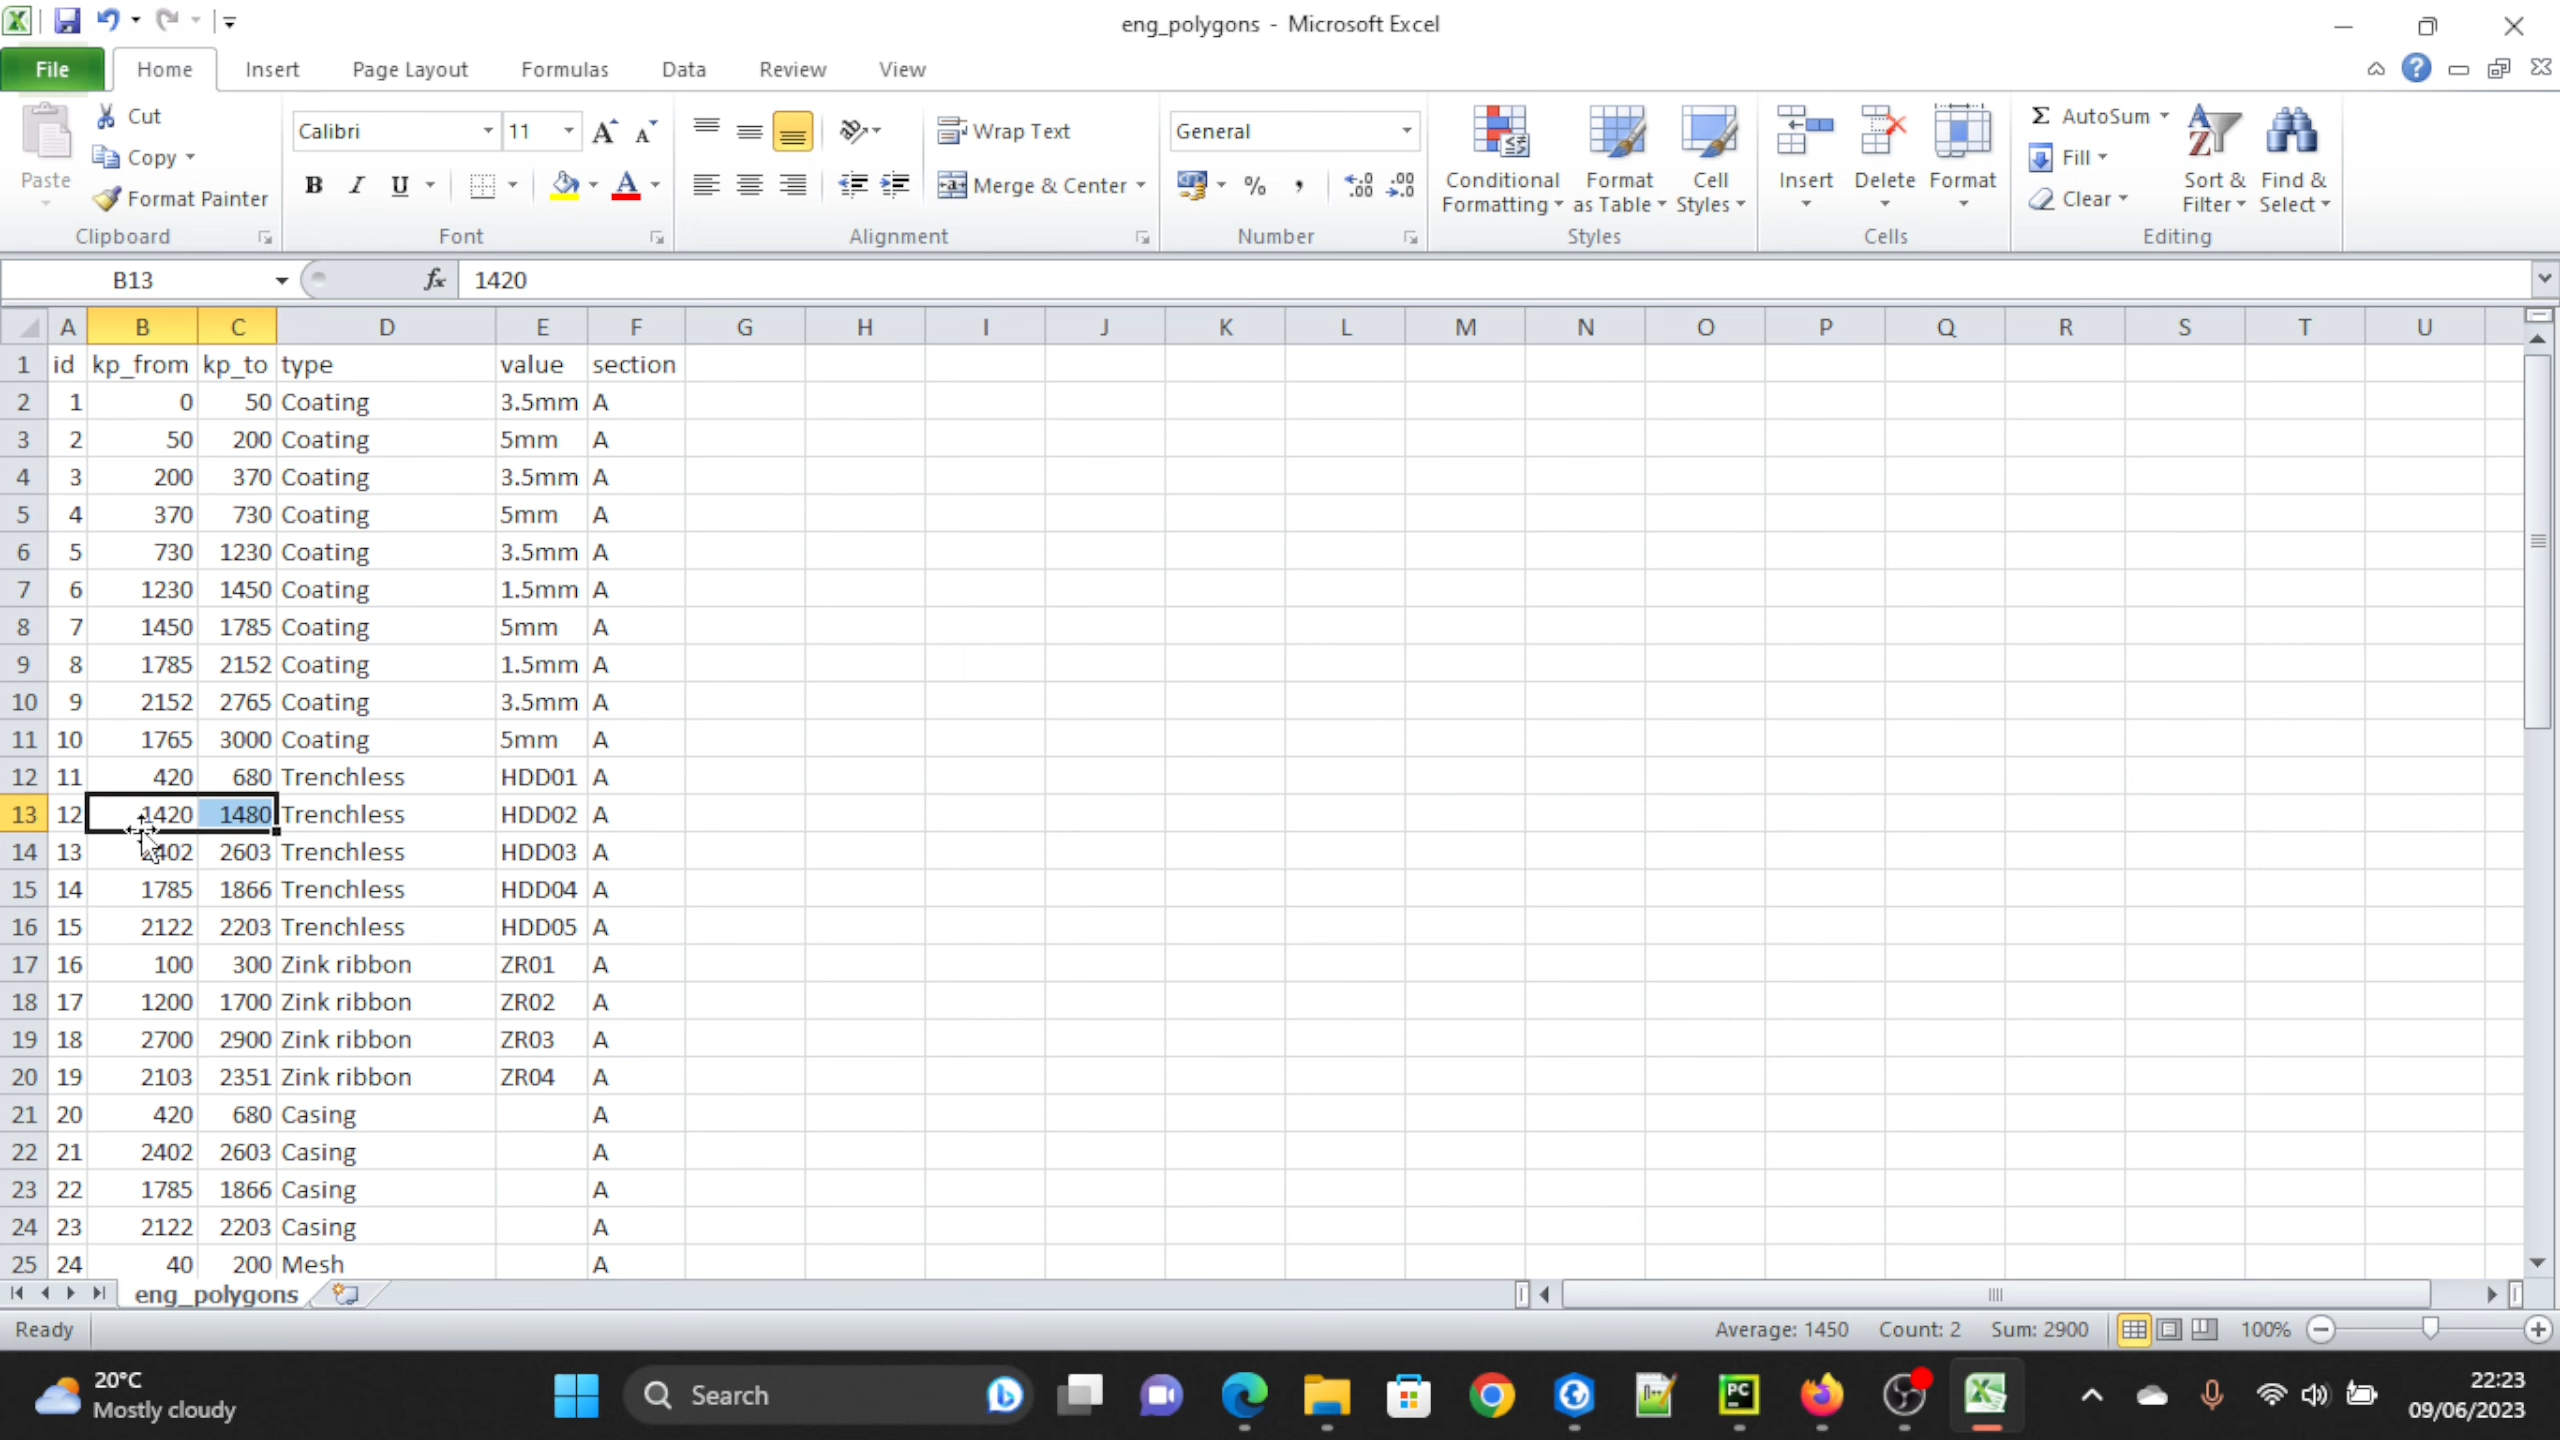 eng_polygons - Microsoft Excel
File Home Insert Page Layout Formulas Data Review View
Paste
Cut
Copy
Format Painter
Clipboard
Calibri 11
B I U
Font
Wrap Text
Merge & Center
Alignment
General
Number
Conditional Formatting
Format as Table
Cell Styles
Styles
Insert Delete Format
Cells
AutoSum
Fill
Clear
Sort & Filter
Find & Select
Editing
B13 fx 1420
A B C D E F G H I J K L M N O P Q R S T U
1 id kp_from kp_to type value section
2 1 0 50 Coating 3.5mm A
3 2 50 200 Coating 5mm A
4 3 200 370 Coating 3.5mm A
5 4 370 730 Coating 5mm A
6 5 730 1230 Coating 3.5mm A
7 6 1230 1450 Coating 1.5mm A
8 7 1450 1785 Coating 5mm A
9 8 1785 2152 Coating 1.5mm A
10 9 2152 2765 Coating 3.5mm A
11 10 1765 3000 Coating 5mm A
12 11 420 680 Trenchless HDD01 A
13 12 1420 1480 Trenchless HDD02 A
14 13 2402 2603 Trenchless HDD03 A
15 14 1785 1866 Trenchless HDD04 A
16 15 2122 2203 Trenchless HDD05 A
17 16 100 300 Zink ribbon ZR01 A
18 17 1200 1700 Zink ribbon ZR02 A
19 18 2700 2900 Zink ribbon ZR03 A
20 19 2103 2351 Zink ribbon ZR04 A
21 20 420 680 Casing A
22 21 2402 2603 Casing A
23 22 1785 1866 Casing A
24 23 2122 2203 Casing A
25 24 40 200 Mesh A
eng_polygons
Ready Average: 1450 Count: 2 Sum: 2900 100%
20°C
Mostly cloudy
Search
PC
22:23
09/06/2023